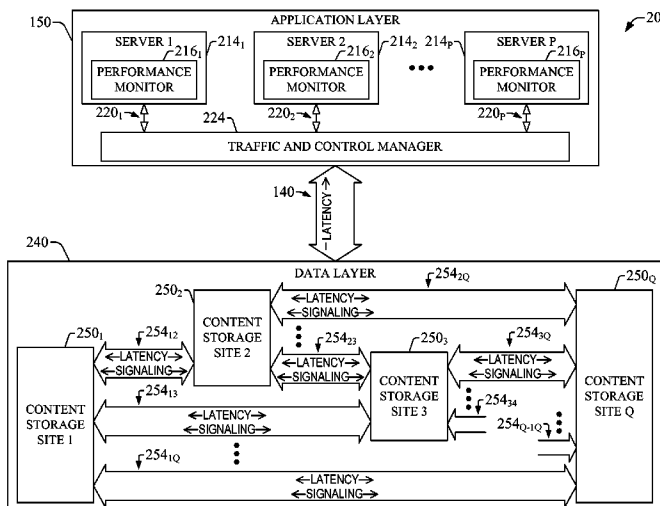 150
APPLICATION LAYER
20
SERVER 1
216₁
PERFORMANCE
MONITOR
214₁
SERVER 2
216₂
PERFORMANCE
MONITOR
214₂
•••
214P
SERVER P
216P
PERFORMANCE
MONITOR
220₁
224
220₂
220P
TRAFFIC AND CONTROL MANAGER
140
LATENCY
240
DATA LAYER
250₂
254₂Q
250Q
LATENCY
SIGNALING
CONTENT
STORAGE
SITE 2
250₁
254₁₂
LATENCY
SIGNALING
254₂₃
LATENCY
SIGNALING
250₃
254₃Q
LATENCY
SIGNALING
CONTENT
STORAGE
SITE 1
CONTENT
STORAGE
SITE 3
CONTENT
STORAGE
SITE Q
254₁₃
LATENCY
SIGNALING
254₃₄
254Q-1Q
254₁Q
LATENCY
SIGNALING